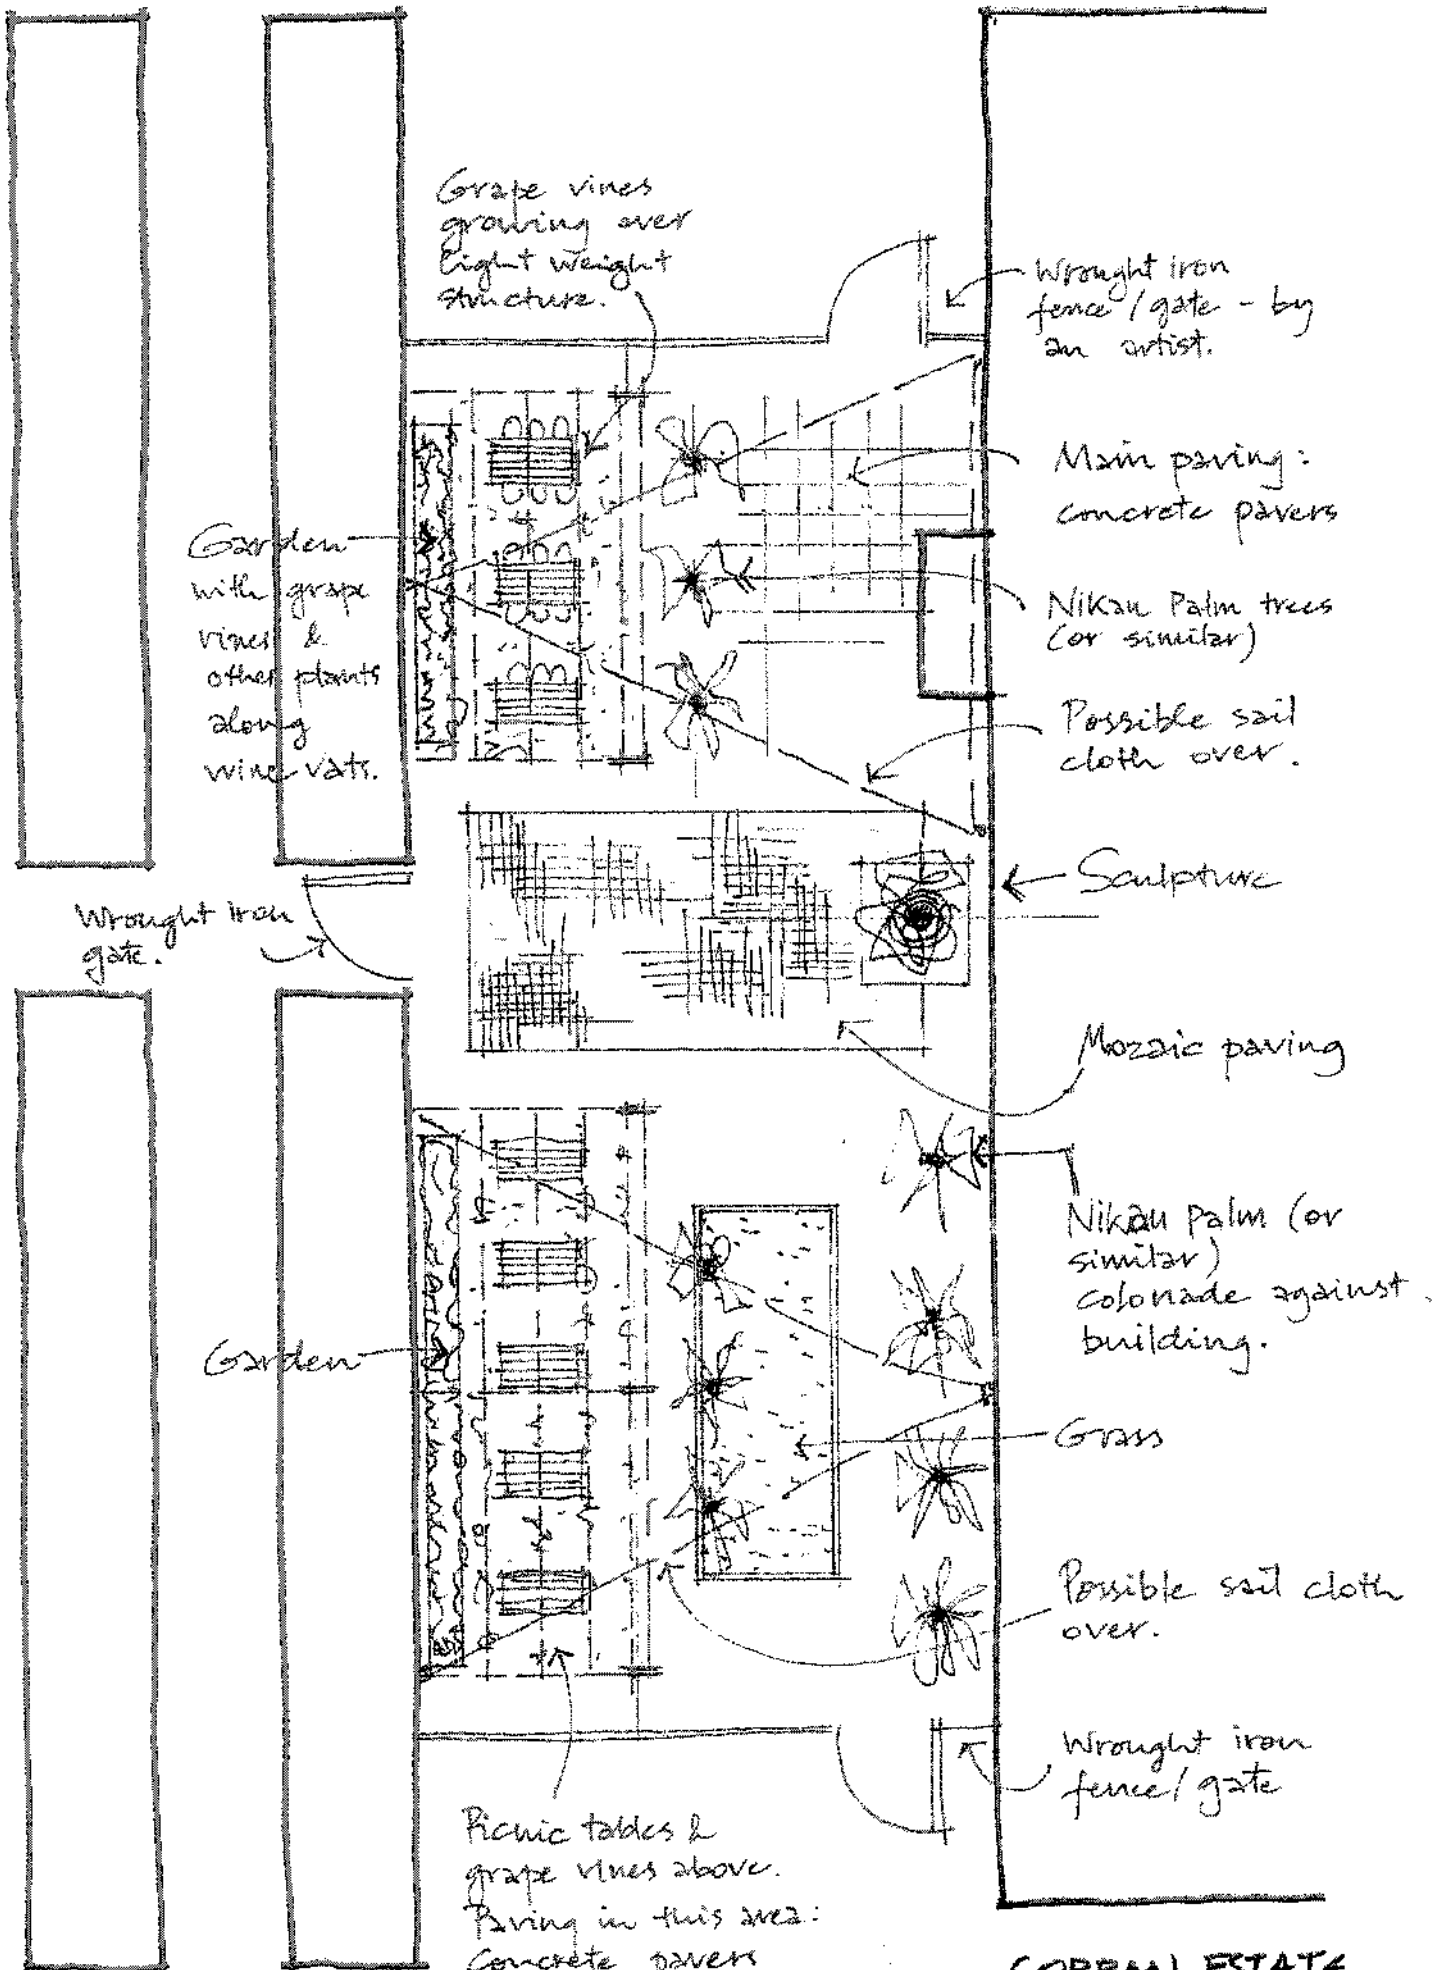 Grape vines
growing over
light weight
structure.
Wrought iron
fence / gate - by
an artist.
Main paving:
concrete pavers
Garden
with grape
vines &
other plants
along
wine vats.
Nikau Palm trees
(or similar)
Possible sail
cloth over.
Sculpture
Wrought iron
gate.
Mozaic paving
Nikau Palm (or
similar)
colonade against
building.
Garden
Grass
Possible sail cloth
over.
Wrought iron
fence / gate
Picnic tables &
grape vines above.
Paving in this area:
Concrete pavers
ESTATE